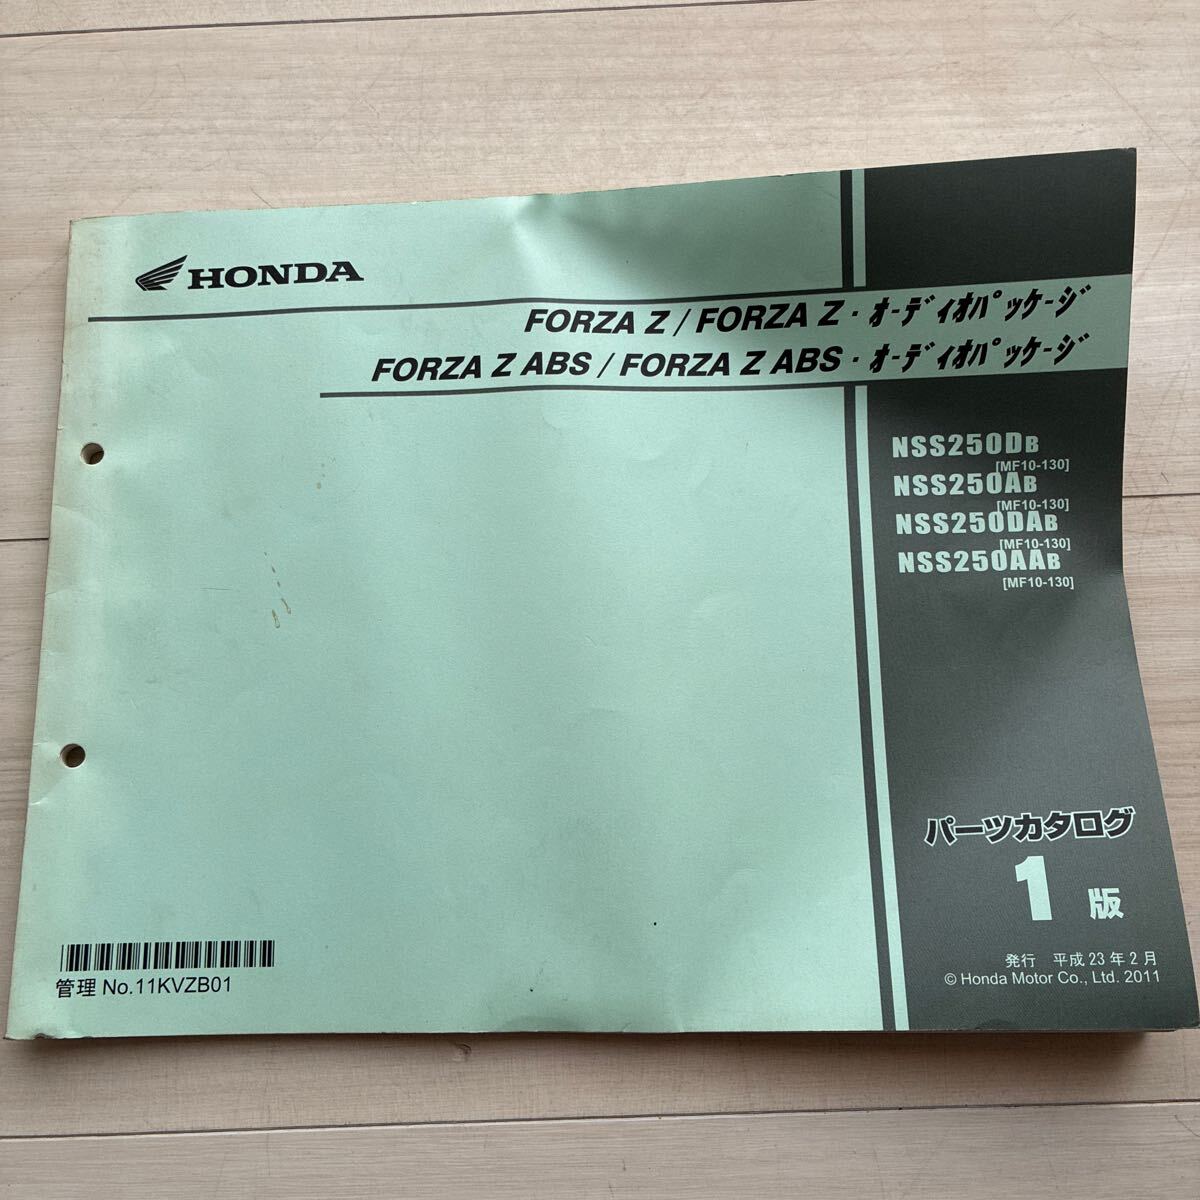 HONDA
FORZA Z / FORZA Z・ｵｰﾃﾞｨｵﾊﾟｯｹｰｼﾞ
FORZA Z ABS / FORZA Z ABS・ｵｰﾃﾞｨｵﾊﾟｯｹｰｼﾞ
NSS250DB
[MF10-130]
NSS250AB
[MF10-130]
NSS250DAB
[MF10-130]
NSS250AAB
[MF10-130]
パーツカタログ
1 版
発行 平成 23 年 2 月
© Honda Motor Co., Ltd. 2011
管理 No.11KVZB01